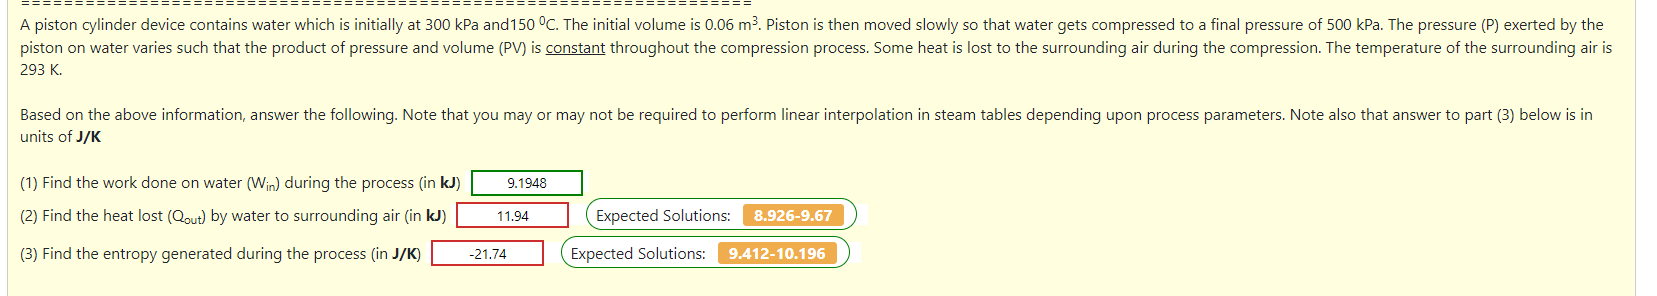 A piston cylinder device contains water which is initially at 300 kPa and150 ⁰C. The initial volume is 0.06 m³. Piston is then moved slowly so that water gets compressed to a final pressure of 500 kPa. The pressure (P) exerted by the
piston on water varies such that the product of pressure and volume (PV) is constant throughout the compression process. Some heat is lost to the surrounding air during the compression. The temperature of the surrounding air is
293 K.
Based on the above information, answer the following. Note that you may or may not be required to perform linear interpolation in steam tables depending upon process parameters. Note also that answer to part (3) below is in
units of J/K
(1) Find the work done on water (Win) during the process (in kJ) 9.1948
(2) Find the heat lost (Qout) by water to surrounding air (in kJ) 11.94 Expected Solutions: 8.926-9.67
(3) Find the entropy generated during the process (in J/K) -21.74 Expected Solutions: 9.412-10.196